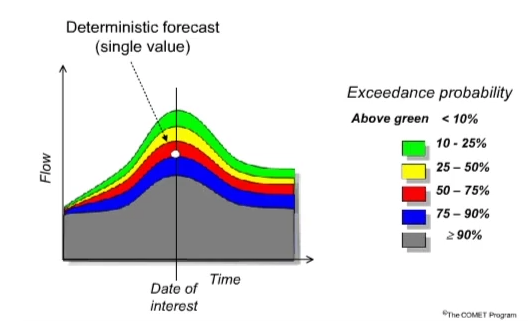 Deterministic forecast
(single value)
Flow
Exceedance probability
Above green < 10%
10 - 25%
25 – 50%
50 – 75%
75 – 90%
≥ 90%
Time
Date of
interest
©The COMET Program